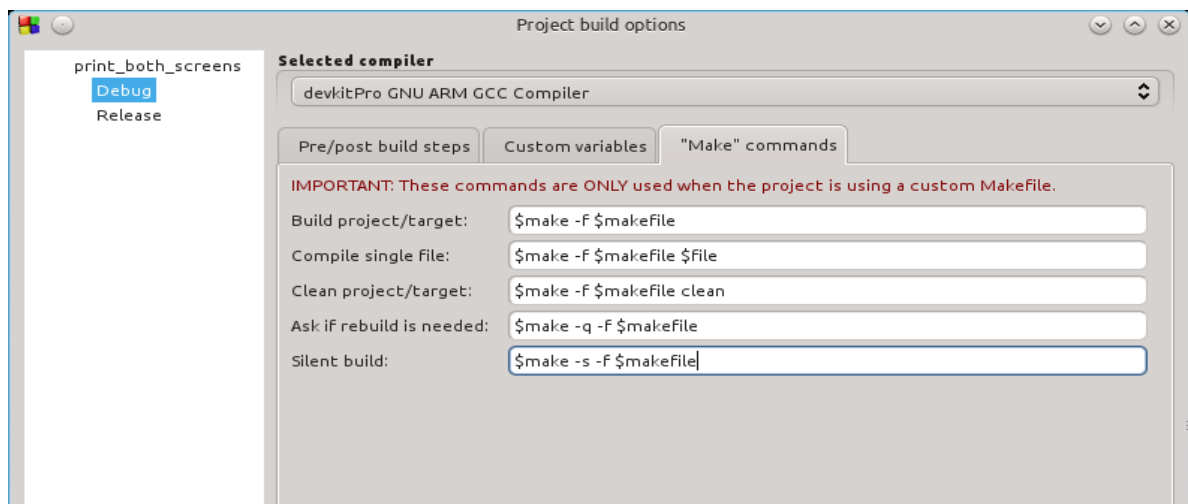 Project build options
print_both_screens
Debug
Release
Selected compiler
devkitPro GNU ARM GCC Compiler
Pre/post build steps
Custom variables
"Make" commands
IMPORTANT: These commands are ONLY used when the project is using a custom Makefile.
Build project/target: $make -f $makefile
Compile single file: $make -f $makefile $file
Clean project/target: $make -f $makefile clean
Ask if rebuild is needed: $make -q -f $makefile
Silent build: $make -s -f $makefile